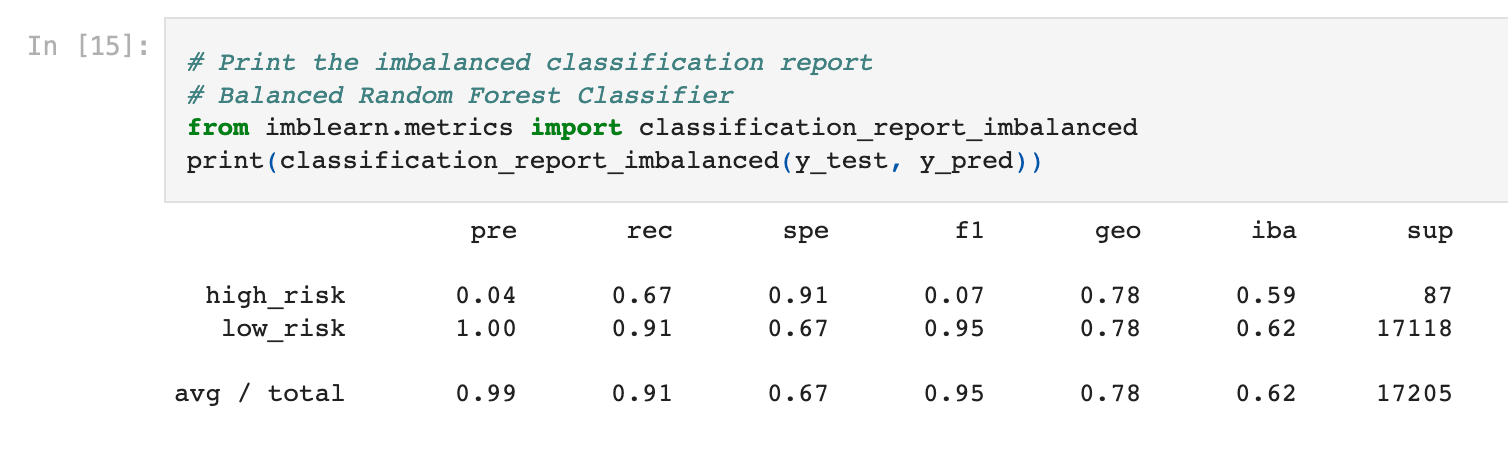 In [15]:
# Print the imbalanced classification report
# Balanced Random Forest Classifier
from imblearn.metrics import classification_report_imbalanced
print(classification_report_imbalanced(y_test, y_pred))
pre rec spe f1 geo iba sup
high_risk 0.04 0.67 0.91 0.07 0.78 0.59 87
low_risk 1.00 0.91 0.67 0.95 0.78 0.62 17118
avg / total 0.99 0.91 0.67 0.95 0.78 0.62 17205